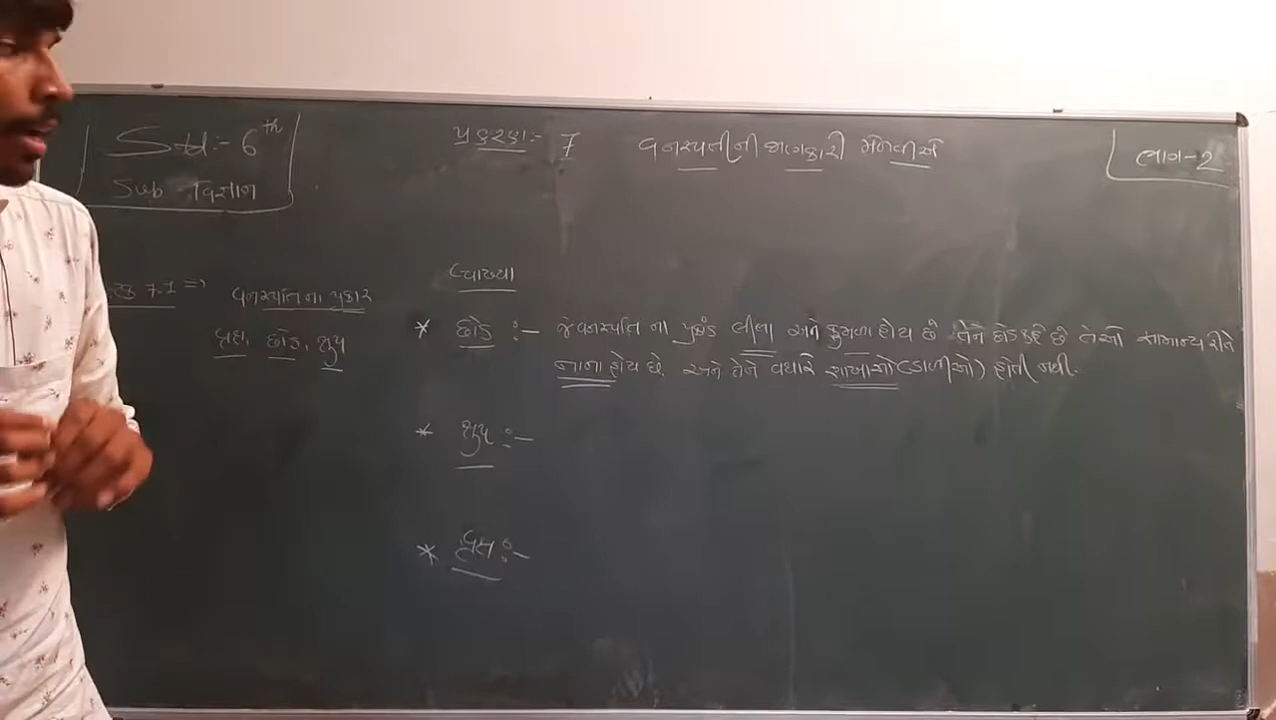 Std :- 6th
Sub - વિજ્ઞાન
પ્રકરણ :- 7 વનસ્પતીની જાણકારી મેળવીએ
ભાગ-2
7.1 => વનસ્પતિ ના પ્રકાર
વૃક્ષ, છોડ, ક્ષુપ
વ્યાખ્યા
* છોડ :- જે વનસ્પતિ ના પ્રકાંડ લીલા અને કુમળા હોય છે તેને છોડ કહે છે તેઓ સામાન્ય રીતે
નાના હોય છે અને તેને વધારે શાખાઓ (ડાળીઓ) હોતી નથી.
* ક્ષુપ :-
* વૃક્ષ :-